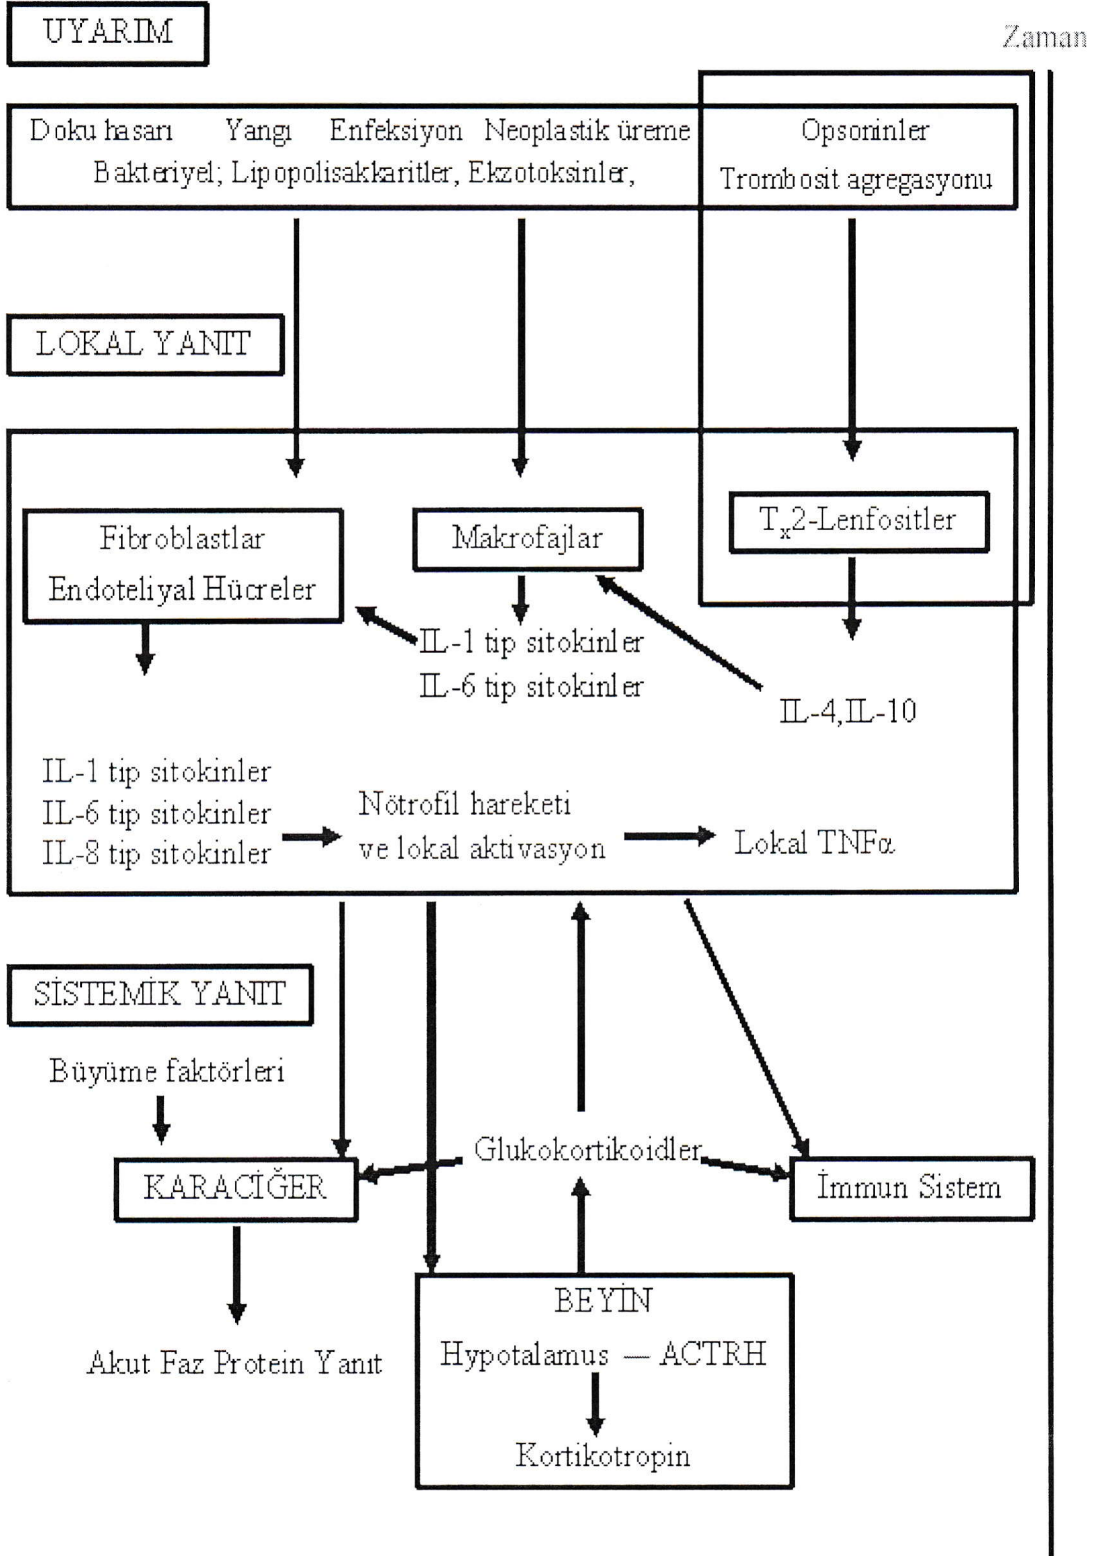 UYARIM
Zaman
Doku hasarı Yangı Enfeksiyon Neoplastik üreme
Bakteriyel; Lipopolisakkaritler, Ekzotoksinler,
Opsoninler
Trombosit agregasyonu
LOKAL YANIT
Fibroblastlar
Endoteliyal Hücreler
Makrofajlar
Tₓ2-Lenfositler
IL-1 tip sitokinler
IL-6 tip sitokinler
IL-4,IL-10
IL-1 tip sitokinler
IL-6 tip sitokinler
IL-8 tip sitokinler
Nötrofil hareketi
ve lokal aktivasyon
Lokal TNFα
SİSTEMİK YANIT
Büyüme faktörleri
Glukokortikoidler
KARACİĞER
İmmun Sistem
Akut Faz Protein Yanıt
BEYİN
Hypotalamus — ACTRH
Kortikotropin